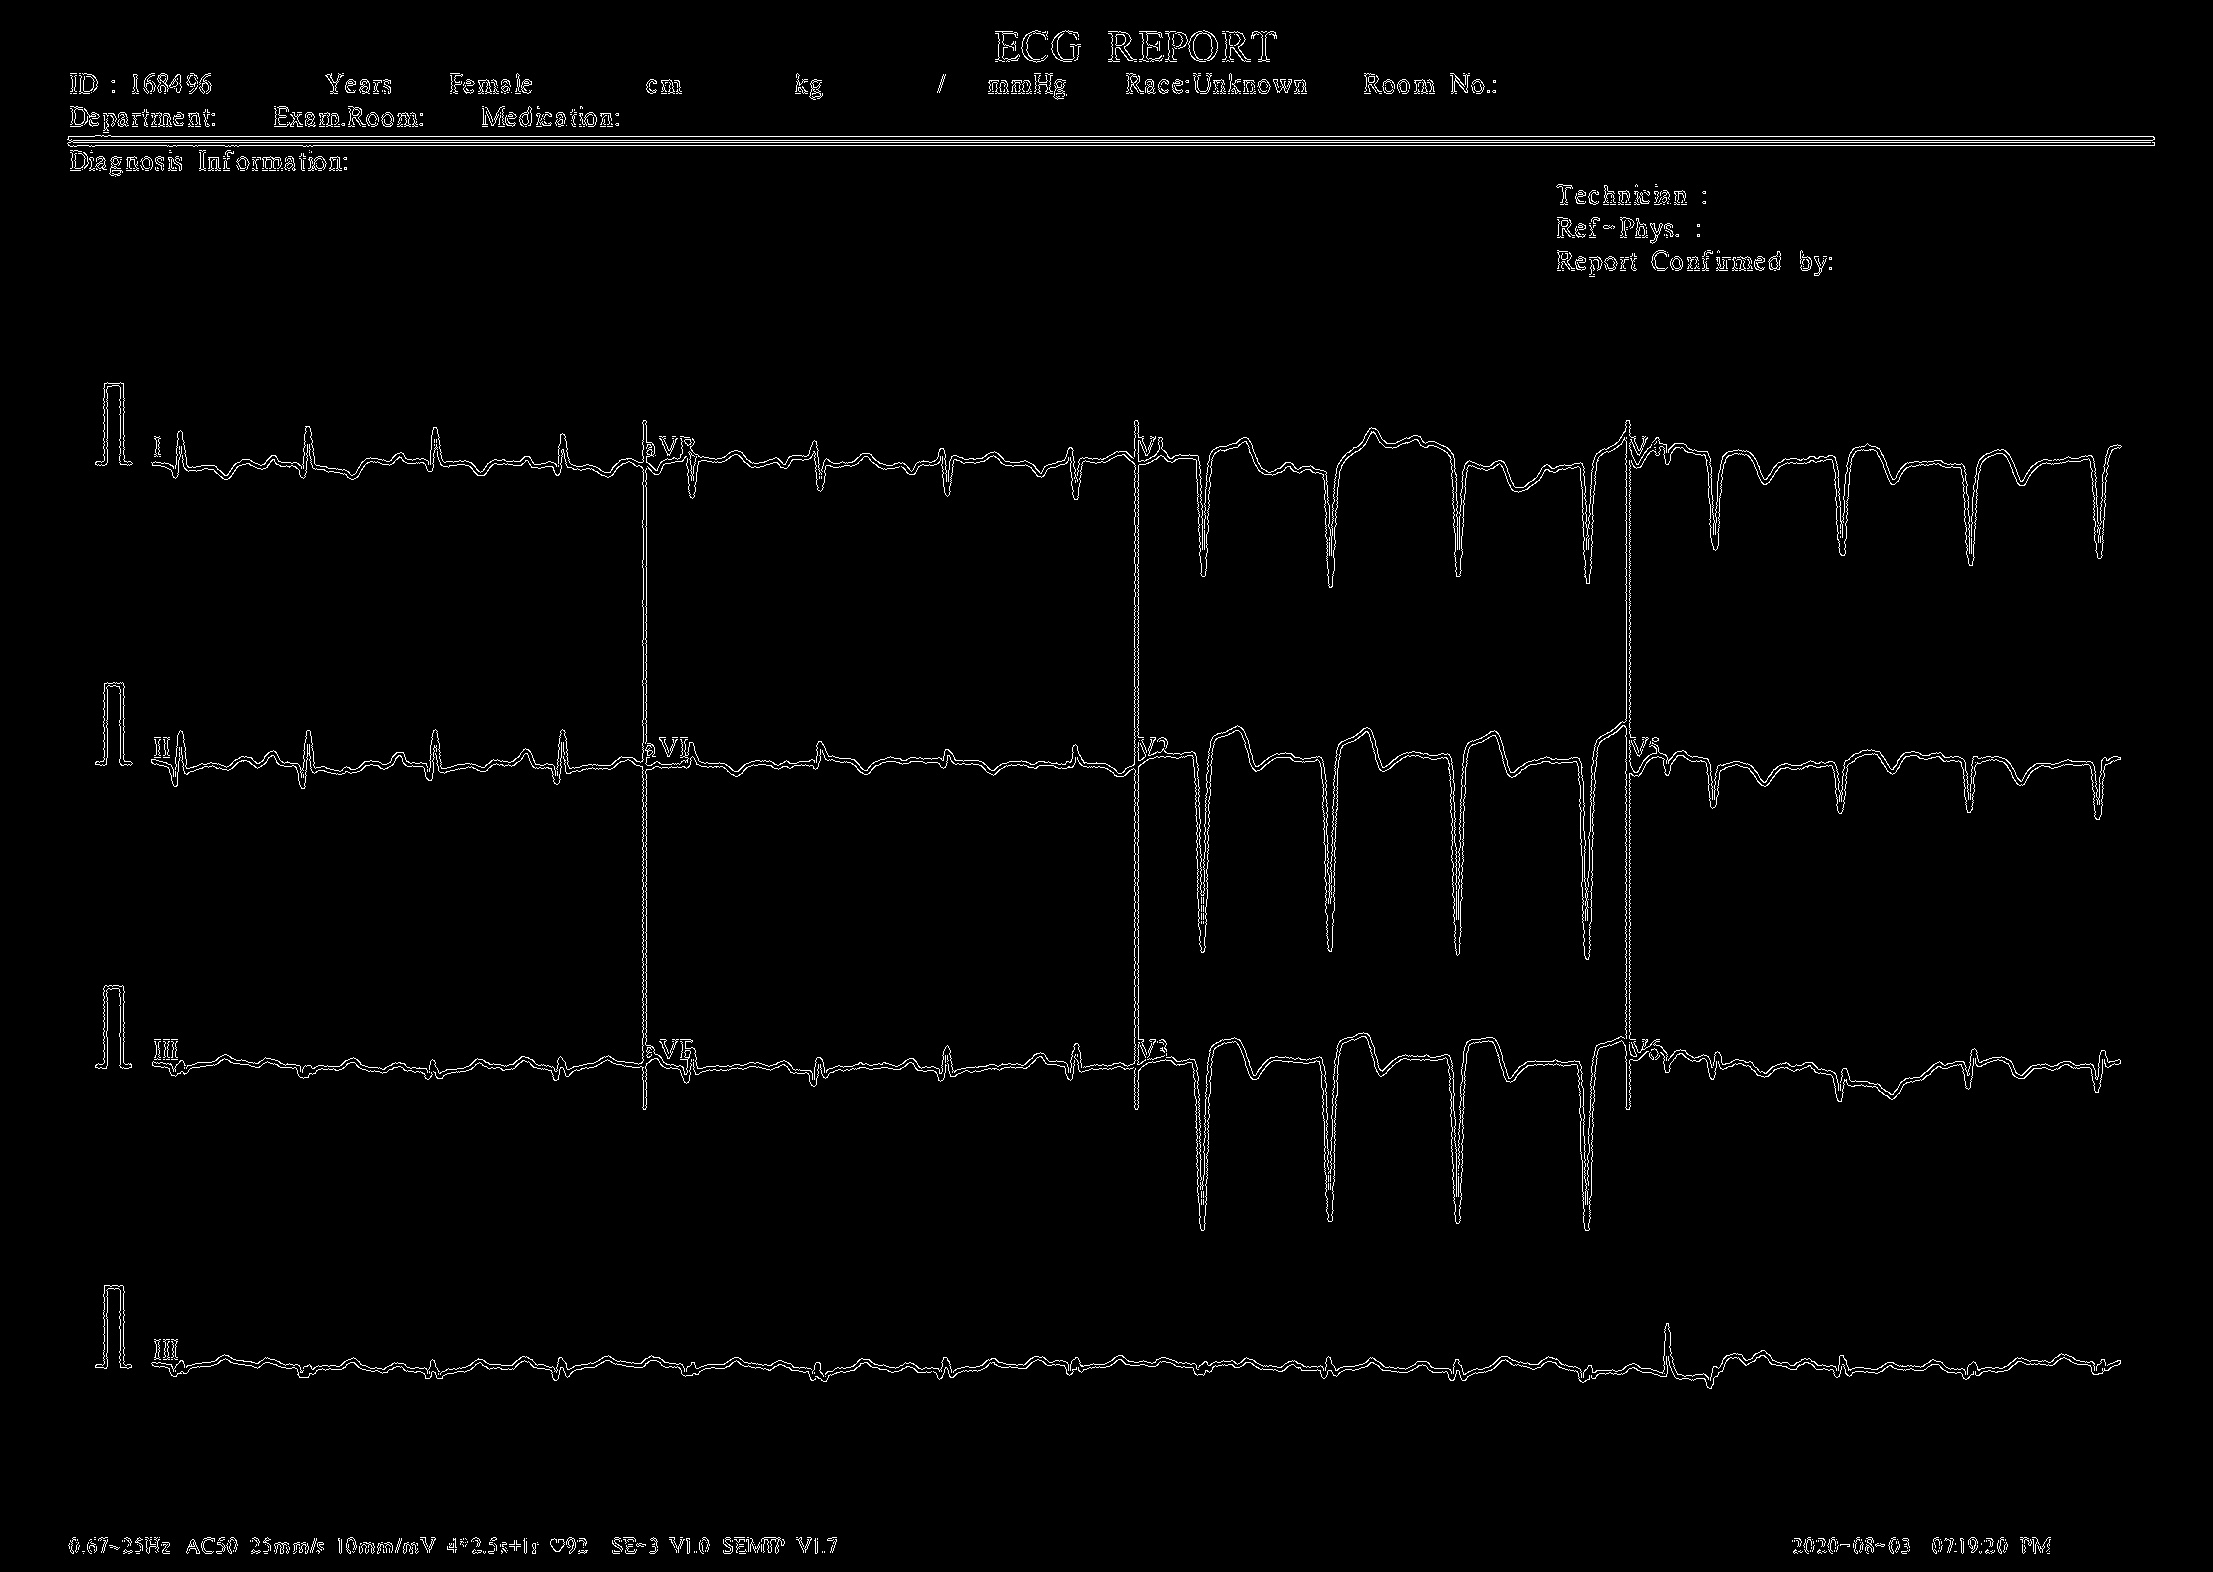 ECG REPORT
ID : 168496 Years Female cm kg / mmHg Race:Unknown Room No.:
Department: Exam.Room: Medication:
Diagnosis Information:
Technician :
Ref-Phys. :
Report Confirmed by:
I aVR V1 V4
II aVL V2 V5
III aVF V3 V6
III
0.67~25Hz AC50 25mm/s 10mm/mV 4*2.5s+1r ♡92 SE-3 V1.0 V1.7 2020-08-03 07:19:20 PM